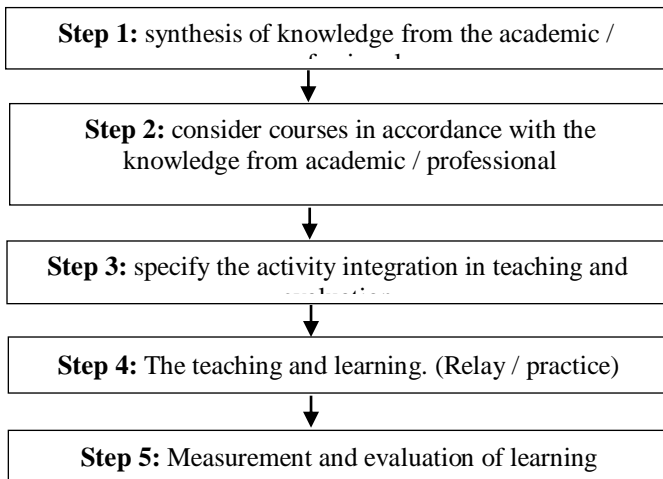 Step 1: synthesis of knowledge from the academic /
Step 2: consider courses in accordance with the
knowledge from academic / professional
Step 3: specify the activity integration in teaching and
Step 4: The teaching and learning. (Relay / practice)
Step 5: Measurement and evaluation of learning